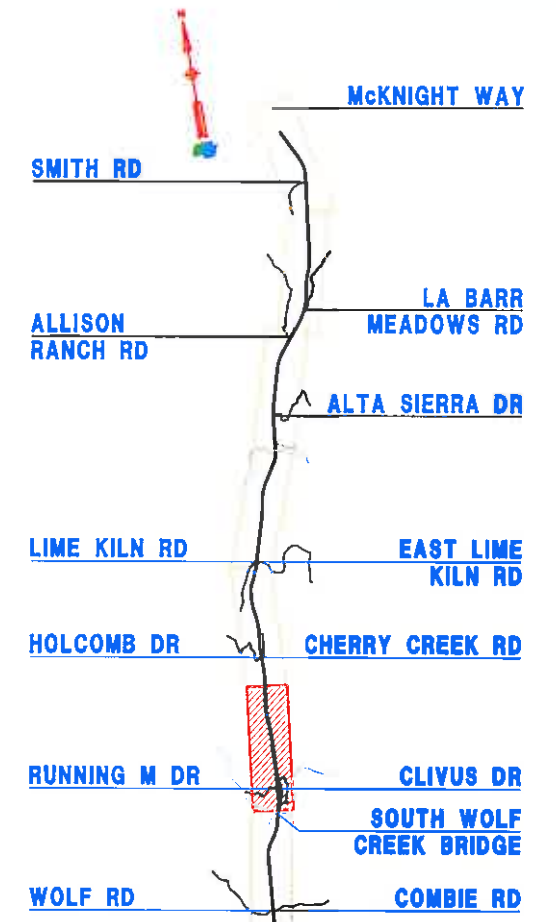 McKNIGHT WAY
SMITH RD
LA BARR
MEADOWS RD
ALLISON
RANCH RD
ALTA SIERRA DR
LIME KILN RD
EAST LIME
KILN RD
HOLCOMB DR
CHERRY CREEK RD
RUNNING M DR
CLIVUS DR
SOUTH WOLF
CREEK BRIDGE
WOLF RD
COMBIE RD